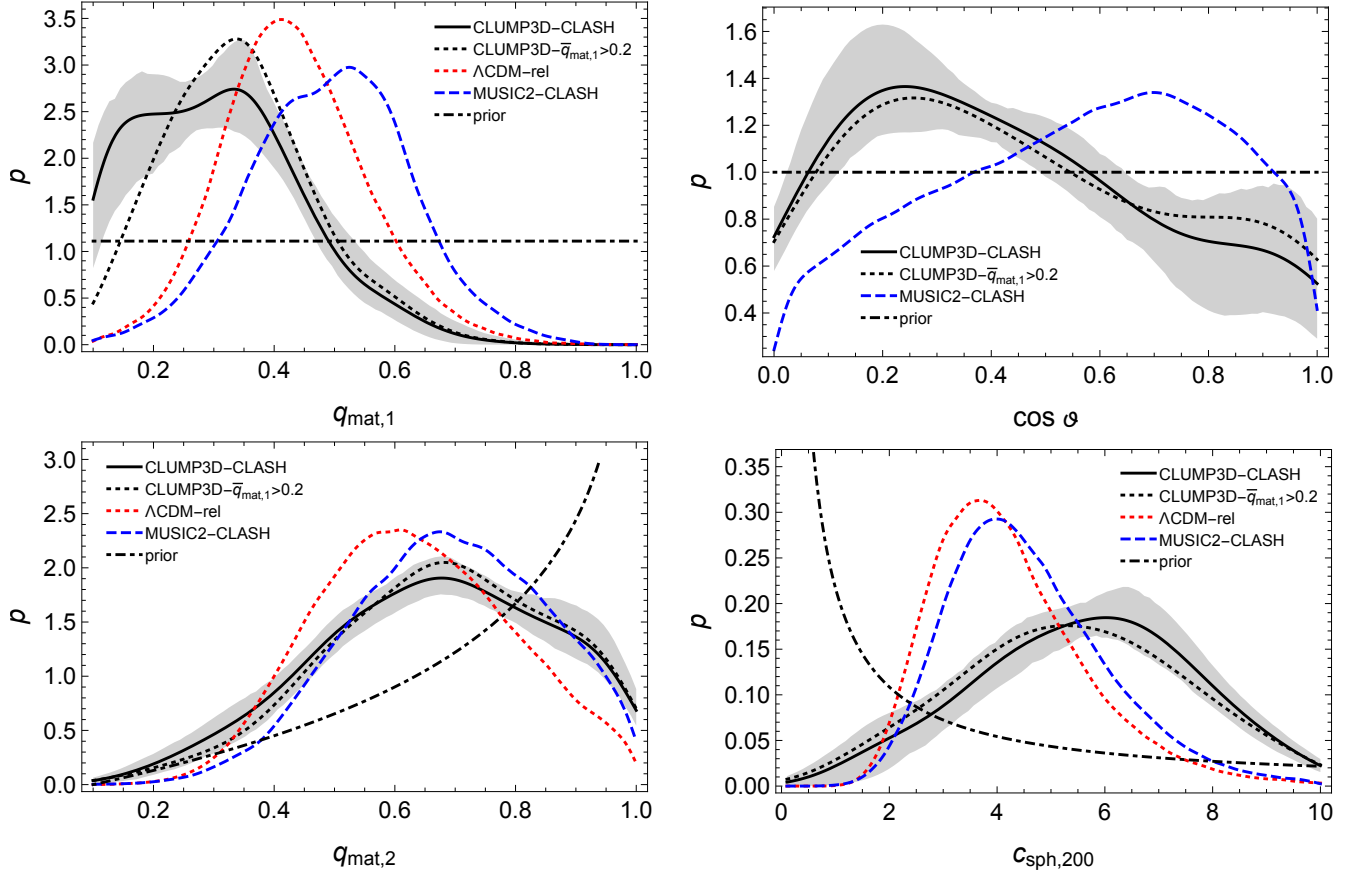 3.5
3.0
2.5
2.0
1.5
1.0
0.5
0.0
p
CLUMP3D-CLASH
CLUMP3D-q̅mat,1>0.2
ΛCDM-rel
MUSIC2-CLASH
prior
0.2 0.4 0.6 0.8 1.0
qmat,1
1.6
1.4
1.2
1.0
0.8
0.6
0.4
p
CLUMP3D-CLASH
CLUMP3D-q̅mat,1>0.2
MUSIC2-CLASH
prior
0.0 0.2 0.4 0.6 0.8 1.0
cos ϑ
3.0
2.5
2.0
1.5
1.0
0.5
0.0
p
CLUMP3D-CLASH
CLUMP3D-q̅mat,1>0.2
ΛCDM-rel
MUSIC2-CLASH
prior
0.2 0.4 0.6 0.8 1.0
qmat,2
0.35
0.30
0.25
0.20
0.15
0.10
0.05
0.00
p
CLUMP3D-CLASH
CLUMP3D-q̅mat,1>0.2
ΛCDM-rel
MUSIC2-CLASH
prior
0 2 4 6 8 10
csph,200